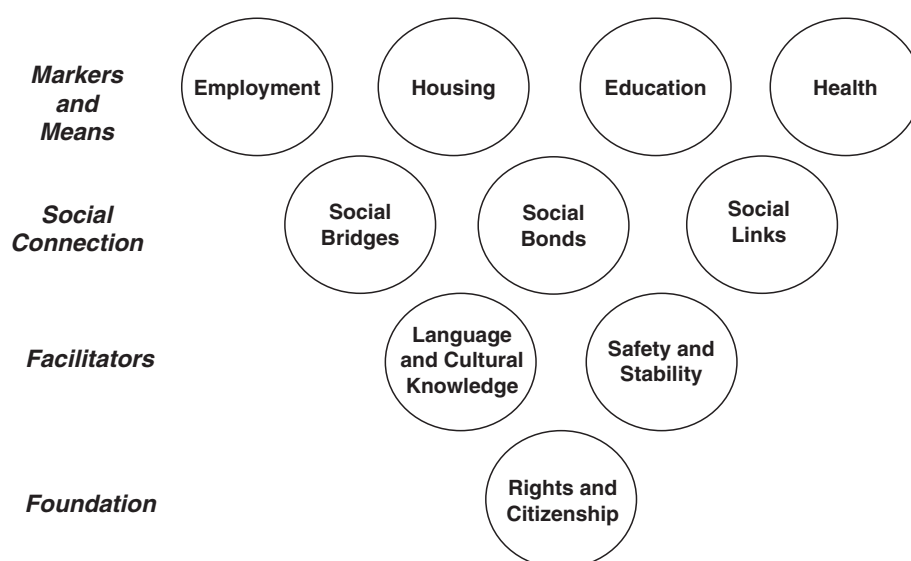 Markers
and
Means
Employment
Housing
Education
Health
Social
Connection
Social
Bridges
Social
Bonds
Social
Links
Facilitators
Language
and Cultural
Knowledge
Safety and
Stability
Foundation
Rights and
Citizenship